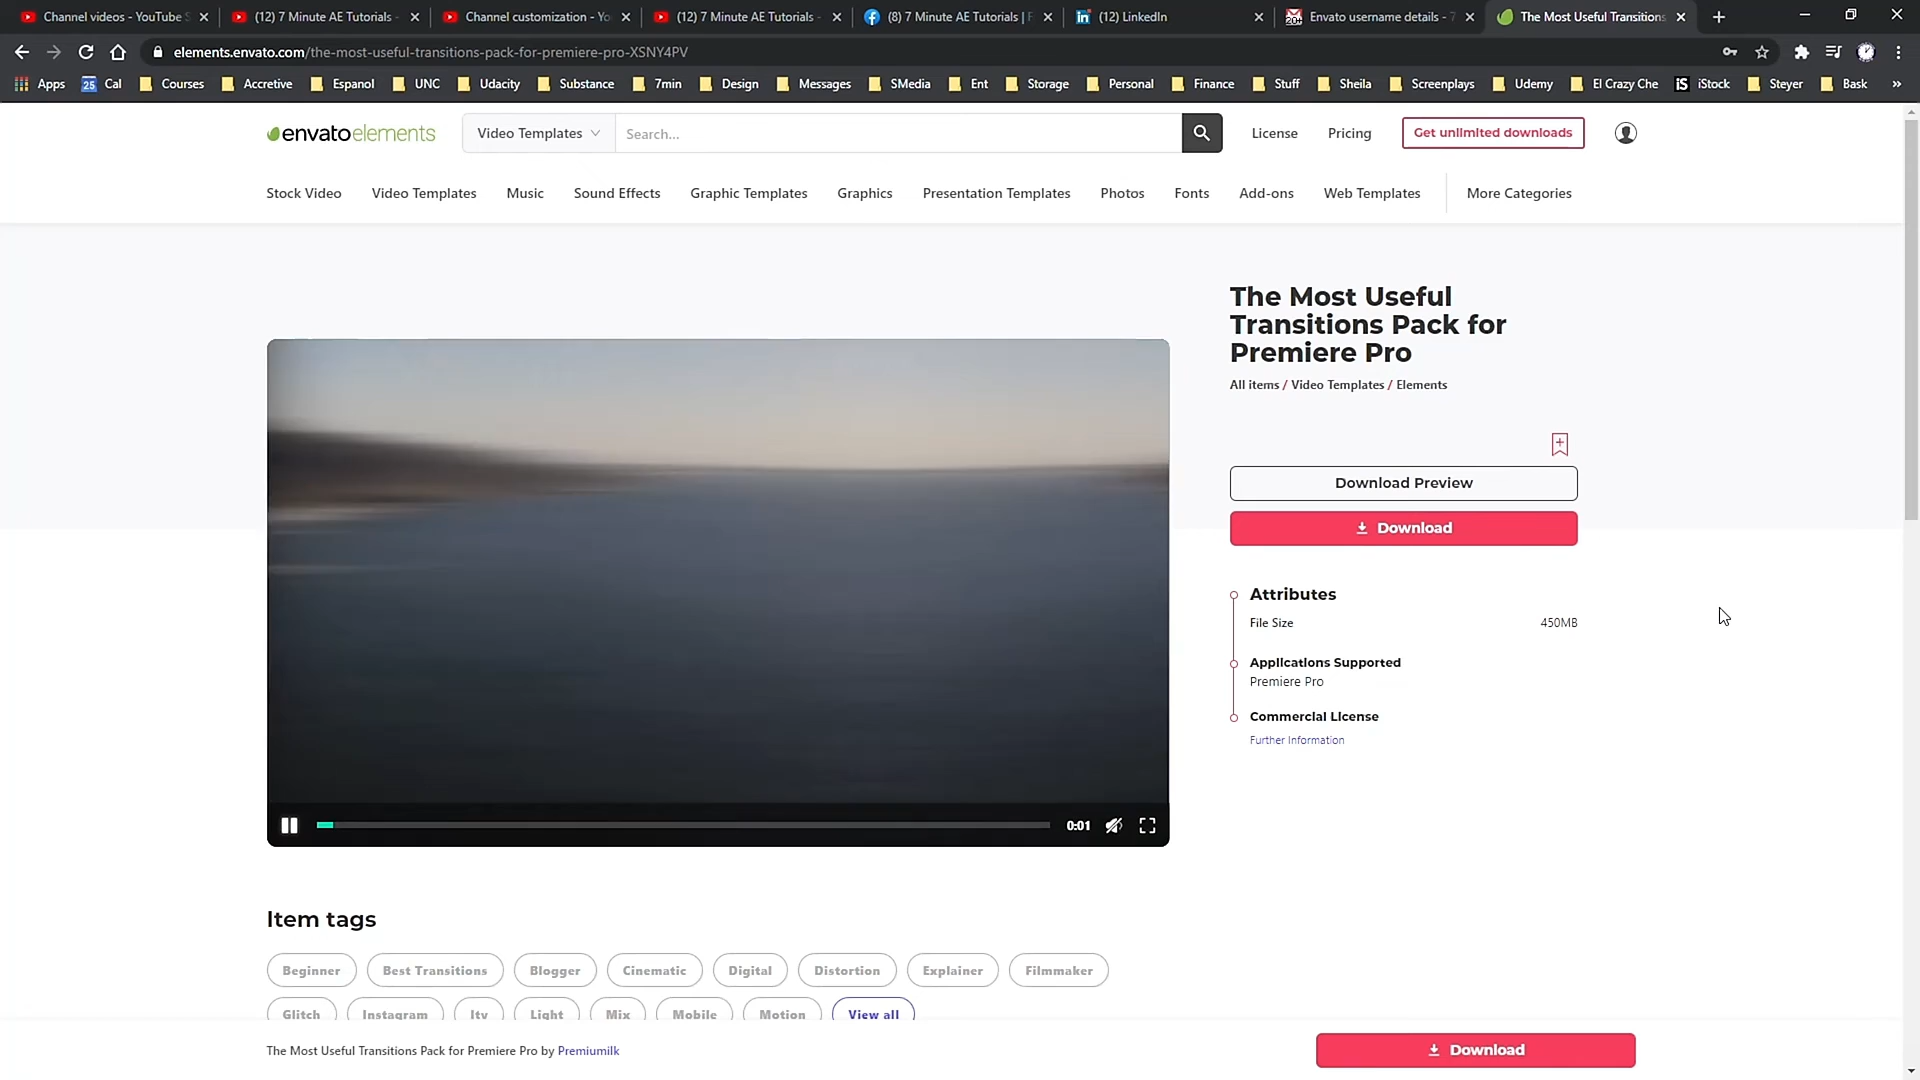 Channel videos - YouTube S
(12) 7 Minute AE Tutorials -
Channel customization - Yo
(12) 7 Minute AE Tutorials -
(8) 7 Minute AE Tutorials | F
(12) LinkedIn
Envato username details - 7
The Most Useful Transitions
elements.envato.com/the-most-useful-transitions-pack-for-premiere-pro-XSNY4PV
Apps
25 Cal
Courses
Accretive
Espanol
UNC
Udacity
Substance
7min
Design
Messages
SMedia
Ent
Storage
Personal
Finance
Stuff
Sheila
Screenplays
Udemy
El Crazy Che
iS iStock
Steyer
Bask
»
envatoelements
Video Templates
Search...
License
Pricing
Get unlimited downloads
Stock Video
Video Templates
Music
Sound Effects
Graphic Templates
Graphics
Presentation Templates
Photos
Fonts
Add-ons
Web Templates
More Categories
The Most Useful
Transitions Pack for
Premiere Pro
All items / Video Templates / Elements
Download Preview
Download
Attributes
File Size 450MB
Applications Supported
Premiere Pro
Commercial License
Further Information
0:01
Item tags
Beginner
Best Transitions
Blogger
Cinematic
Digital
Distortion
Explainer
Filmmaker
Glitch
Instagram
Itv
Light
Mix
Mobile
Motion
View all
The Most Useful Transitions Pack for Premiere Pro by Premiumilk
Download